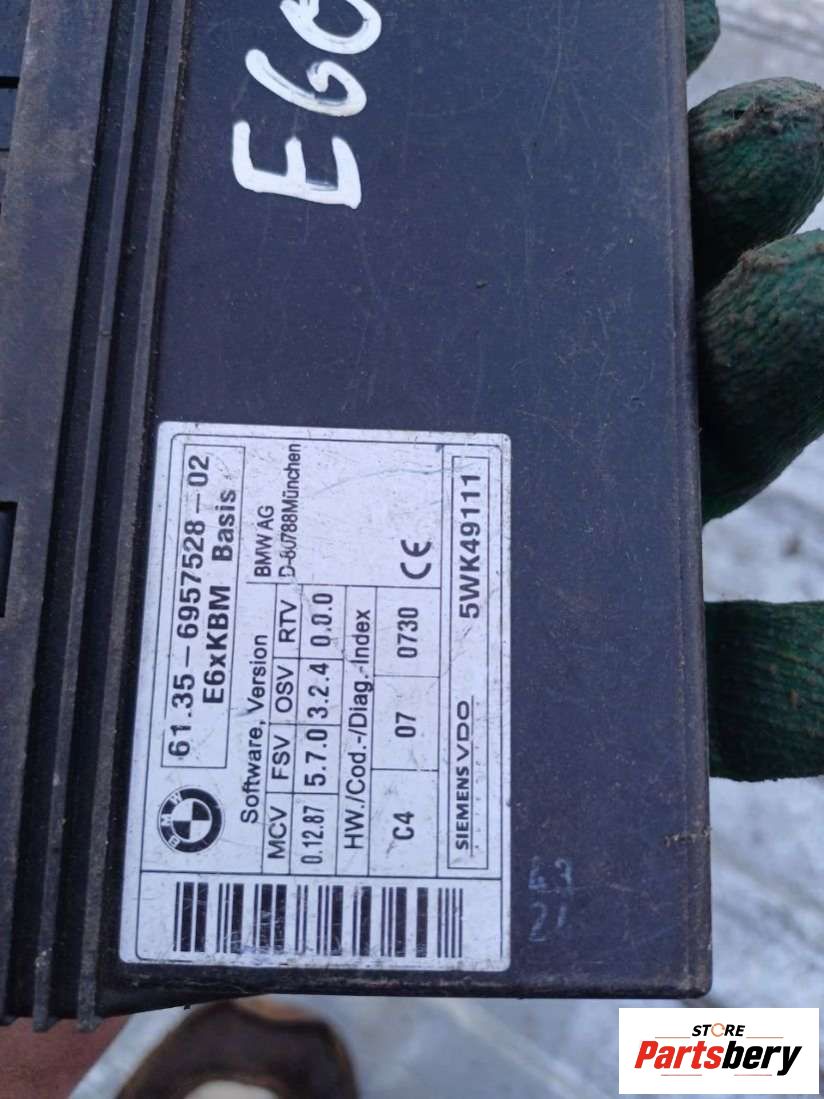 E60
61.35-6957528-02
E6xKBM Basis
BMW
Software, Version
BMW AG
D-80788München
MCV FSV OSV RTV
0.12.87 5.7.0 3.2.4 0.0.0
HW./Cod.-/Diag.-Index
C4 07 0730
CE
SIEMENS VDO 5WK49111
STORE
Partsbery